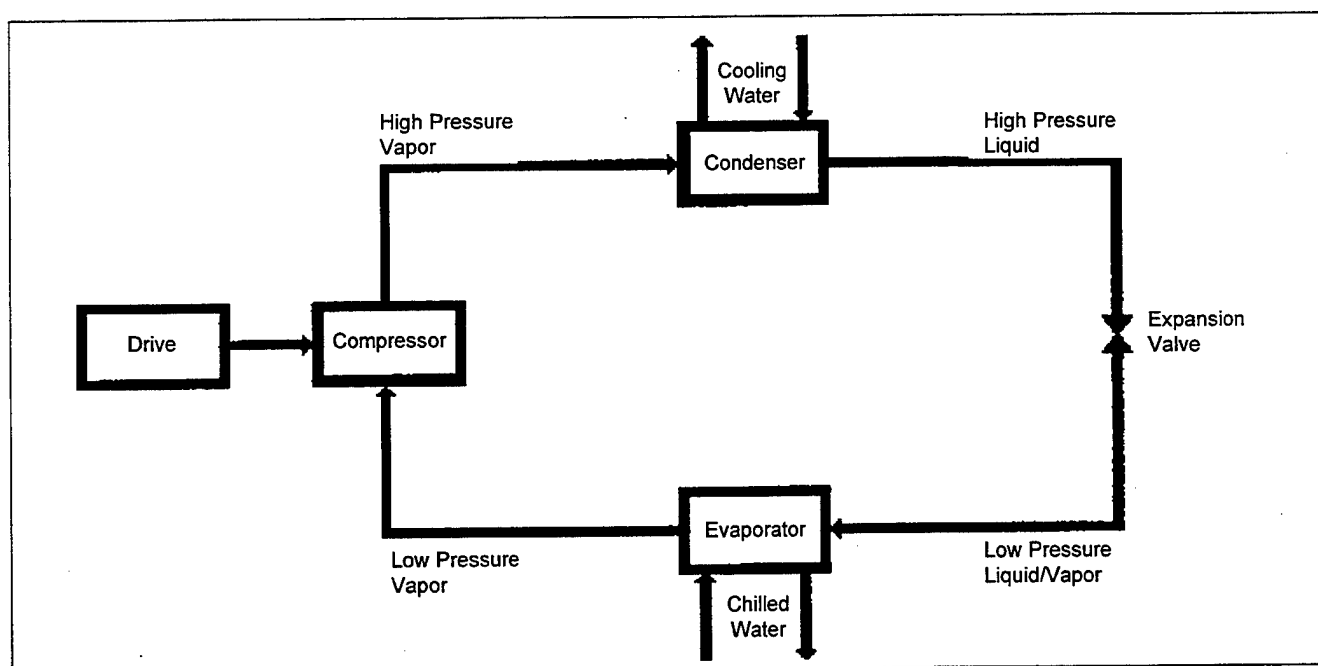 Cooling
Water
High Pressure
Vapor
High Pressure
Liquid
Condenser
Drive
Compressor
Expansion
Valve
Evaporator
Low Pressure
Vapor
Low Pressure
Liquid/Vapor
Chilled
Water